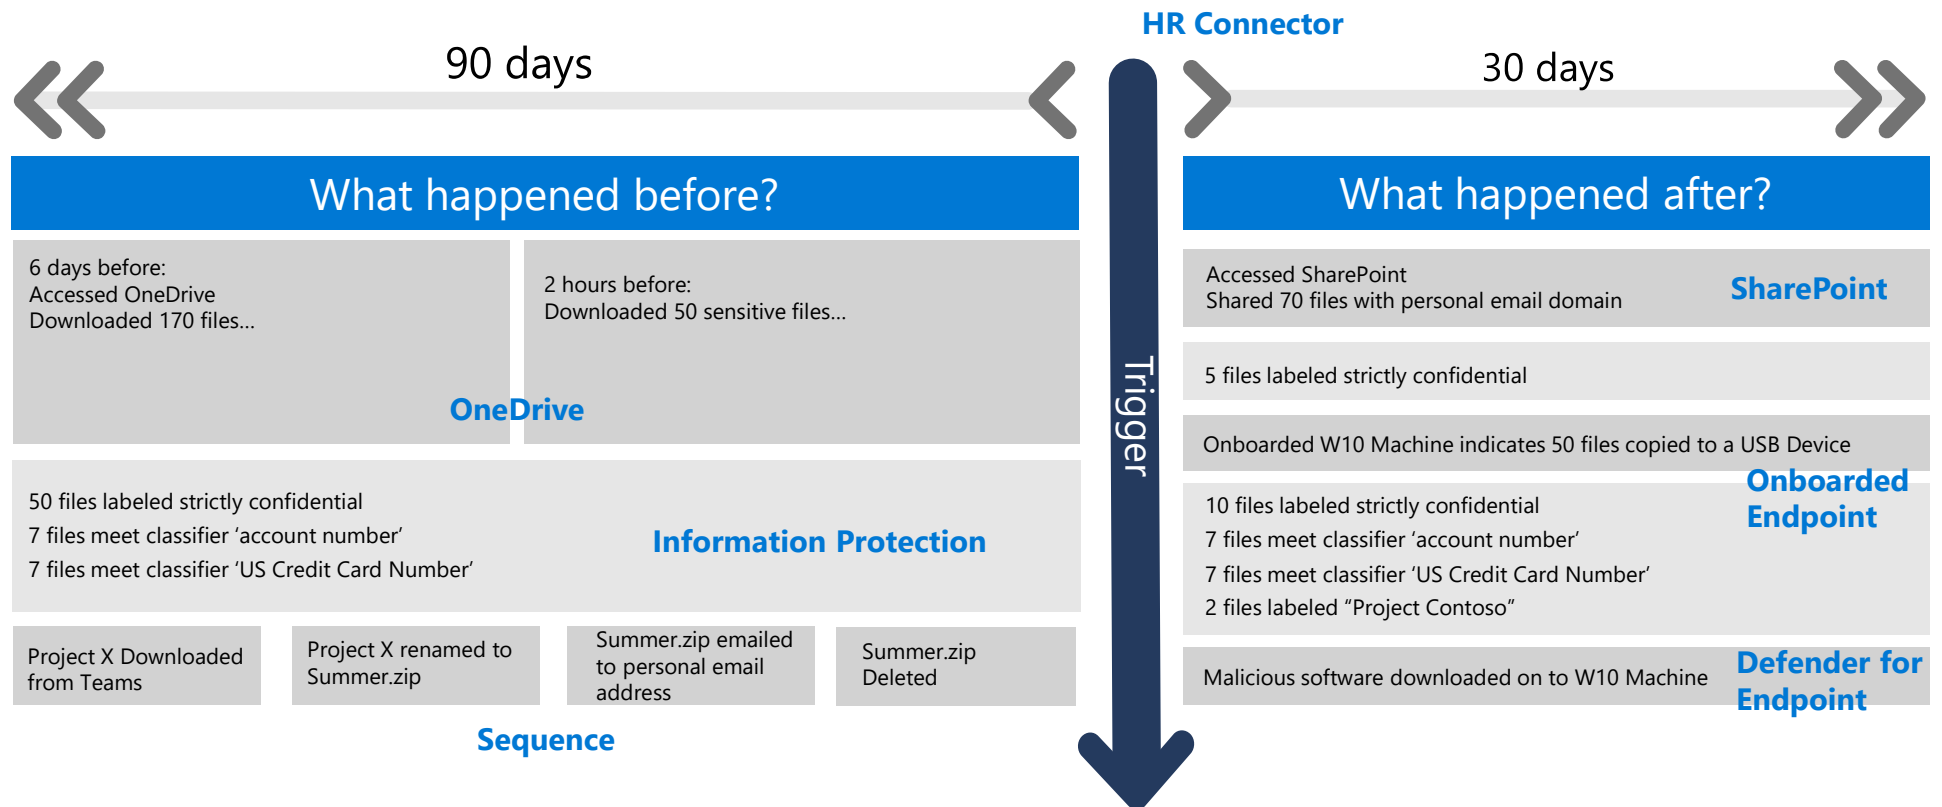 HR Connector
90 days
30 days
What happened before?
What happened after?
6 days before:
Accessed OneDrive
Downloaded 170 files...
2 hours before:
Downloaded 50 sensitive files...
OneDrive
50 files labeled strictly confidential
7 files meet classifier ‘account number’
7 files meet classifier ‘US Credit Card Number’
Information Protection
Project X Downloaded
from Teams
Project X renamed to
Summer.zip
Summer.zip emailed
to personal email
address
Summer.zip
Deleted
Sequence
Trigger
Accessed SharePoint
Shared 70 files with personal email domain
SharePoint
5 files labeled strictly confidential
Onboarded W10 Machine indicates 50 files copied to a USB Device
Onboarded
Endpoint
10 files labeled strictly confidential
7 files meet classifier ‘account number’
7 files meet classifier ‘US Credit Card Number’
2 files labeled “Project Contoso”
Malicious software downloaded on to W10 Machine
Defender for
Endpoint